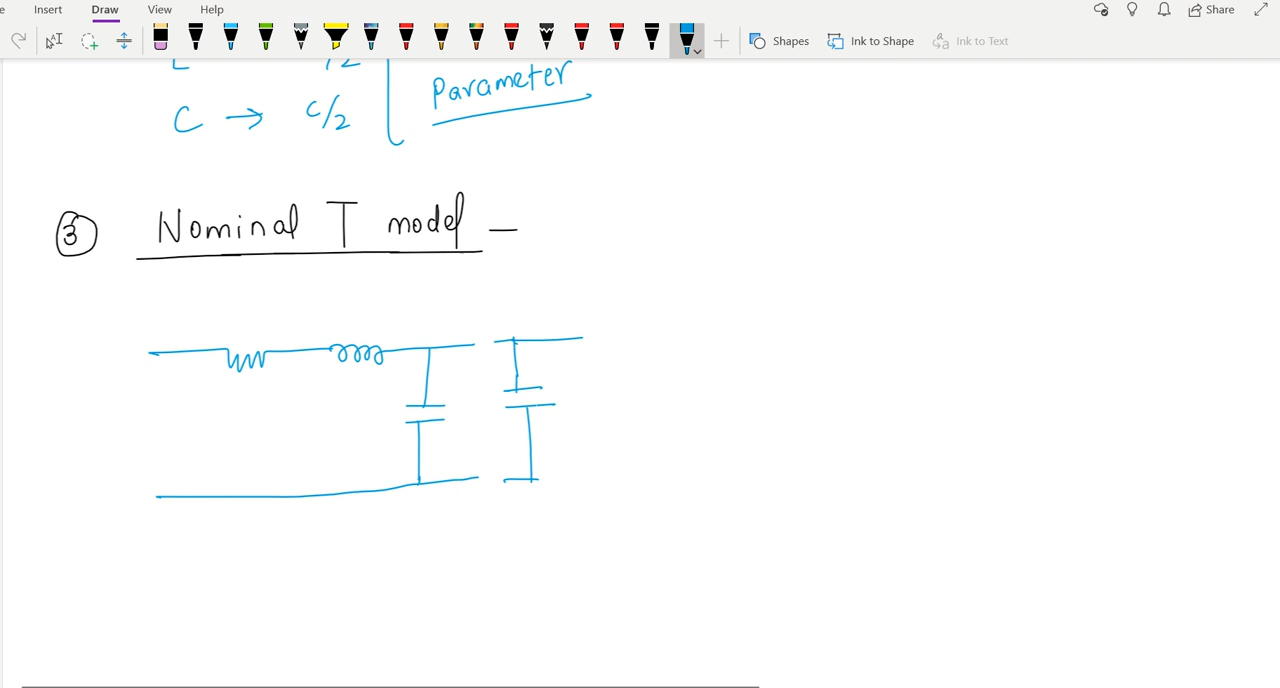 Insert Draw View Help Share
Shapes Ink to Shape Ink to Text
Parameter
C → C/2
③ Nominal T model –